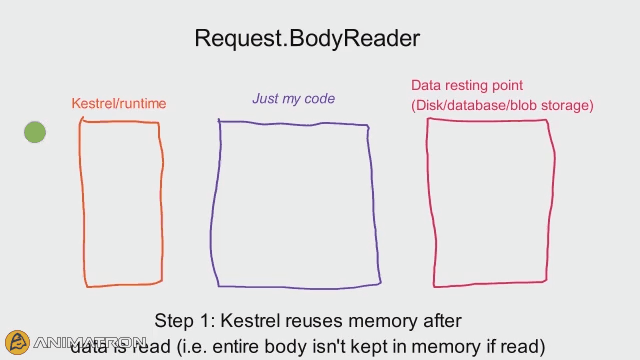 Request.BodyReader
Kestrel/runtime
Just my code
Data resting point
(Disk/database/blob storage)
Step 1: Kestrel reuses memory after
data is read (i.e. entire body isn't kept in memory if read)
ANIMATRON